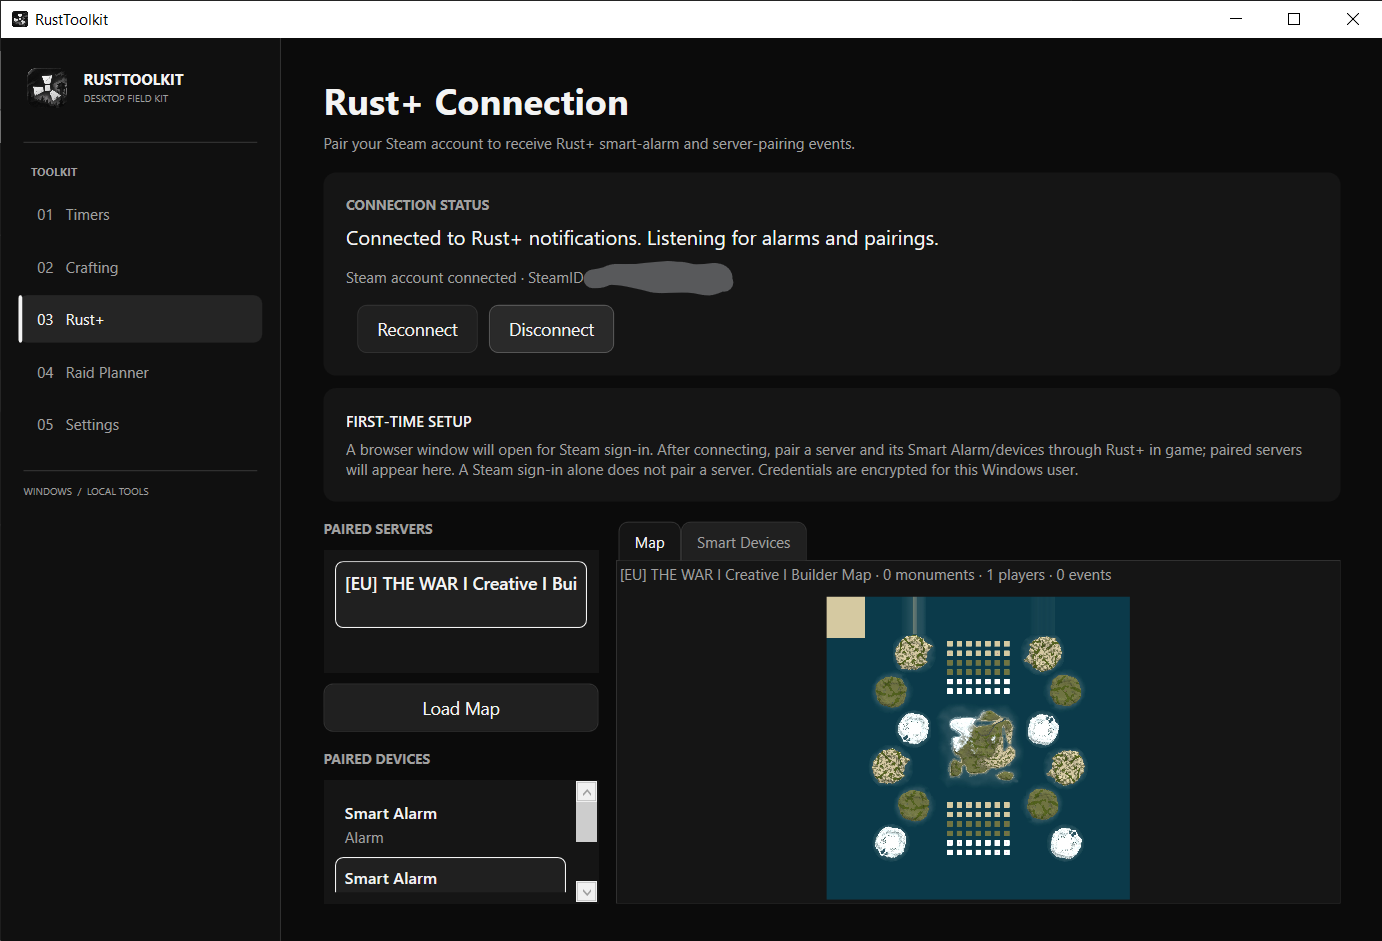 RustToolkit
RUSTTOOLKIT
DESKTOP FIELD KIT
TOOLKIT
01 Timers
02 Crafting
03 Rust+
04 Raid Planner
05 Settings
WINDOWS / LOCAL TOOLS
Rust+ Connection
Pair your Steam account to receive Rust+ smart-alarm and server-pairing events.
CONNECTION STATUS
Connected to Rust+ notifications. Listening for alarms and pairings.
Steam account connected · SteamID
Reconnect Disconnect
FIRST-TIME SETUP
A browser window will open for Steam sign-in. After connecting, pair a server and its Smart Alarm/devices through Rust+ in game; paired servers
will appear here. A Steam sign-in alone does not pair a server. Credentials are encrypted for this Windows user.
PAIRED SERVERS
[EU] THE WAR I Creative I Bui
Load Map
PAIRED DEVICES
Smart Alarm
Alarm
Smart Alarm
Map Smart Devices
[EU] THE WAR I Creative I Builder Map · 0 monuments · 1 players · 0 events